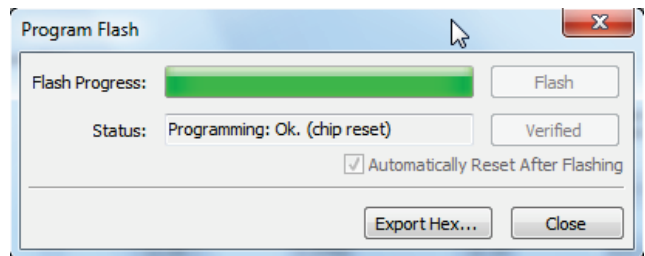 Program Flash
Flash Progress:
Flash
Status:
Programming: Ok. (chip reset)
Verified
Automatically Reset After Flashing
Export Hex...
Close